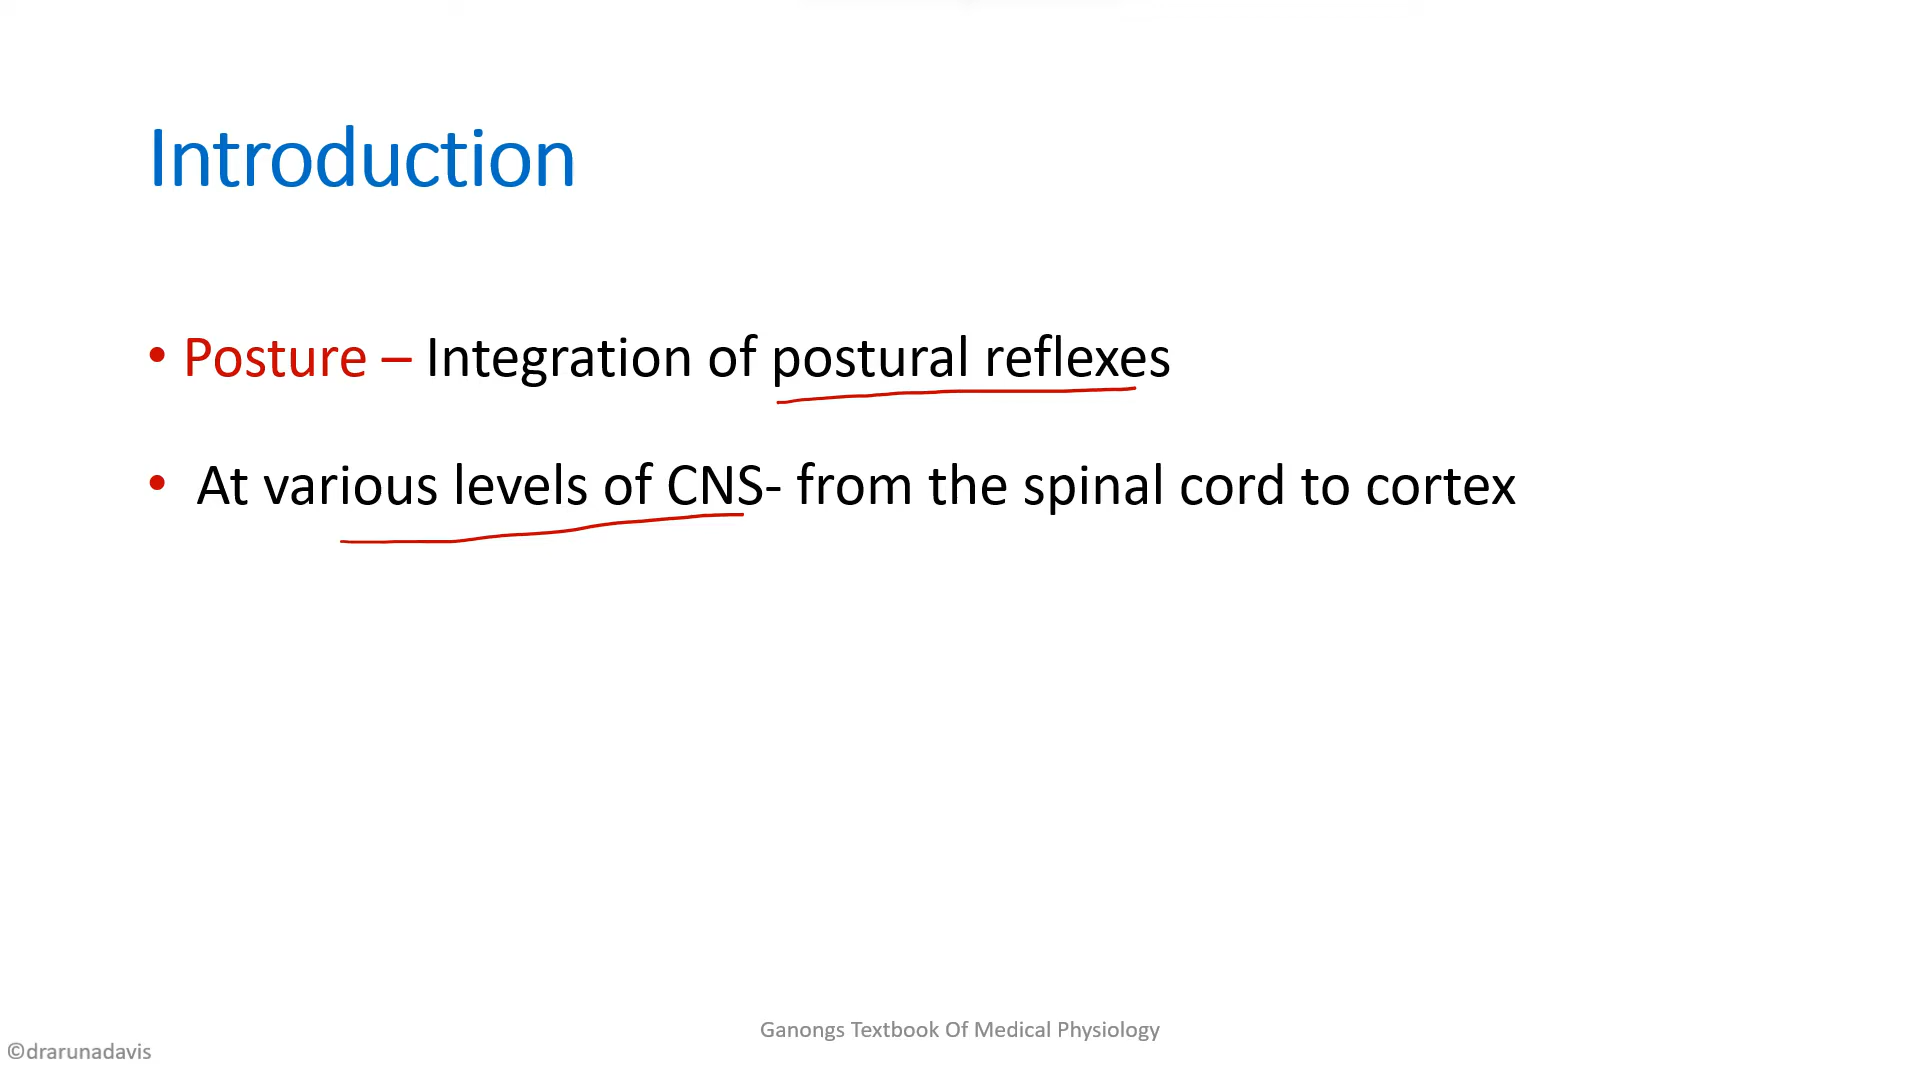 Introduction
• Posture – Integration of postural reflexes
• At various levels of CNS- from the spinal cord to cortex
Ganongs Textbook Of Medical Physiology
©drarunadavis